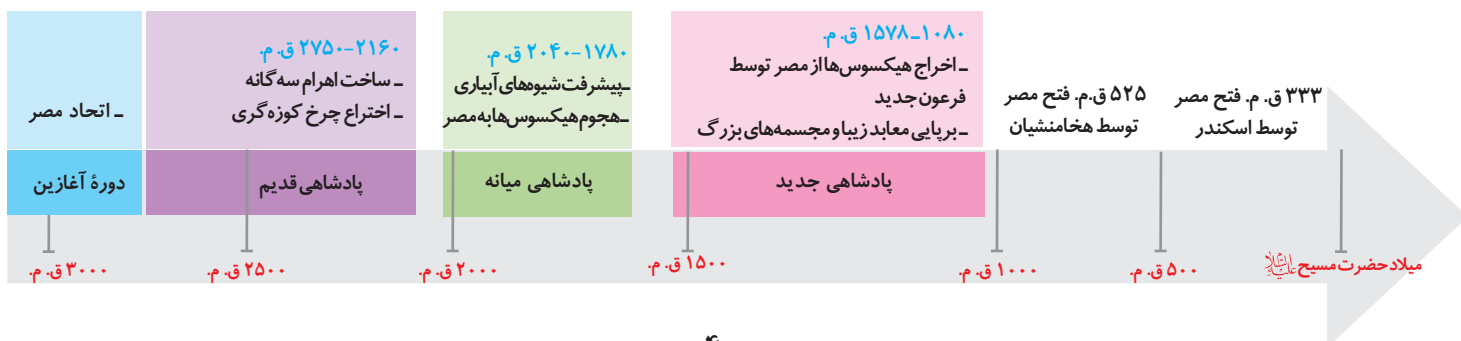 ـ اتحاد مصر
دورهٔ آغازین
۲۱۶۰–۲۷۵۰ ق. م.
ـ ساخت اهرام سه گانه
ـ اختراع چرخ کوزه گری
پادشاهی قدیم
۱۷۸۰–۲۰۴۰ ق. م.
ـ پیشرفت شیوه‌های آبیاری
ـ هجوم هیکسوس‌ها به مصر
پادشاهی میانه
۱۰۸۰ـ۱۵۷۸ ق. م.
ـ اخراج هیکسوس‌ها از مصر توسط
فرعون جدید
ـ برپایی معابد زیبا و مجسمه‌های بزرگ
پادشاهی جدید
۵۲۵ ق.م. فتح مصر
توسط هخامنشیان
۳۳۳ ق. م. فتح مصر
توسط اسکندر
۳۰۰۰ ق. م.
۲۵۰۰ ق. م.
۲۰۰۰ ق. م.
۱۵۰۰ ق. م.
۱۰۰۰ ق. م.
۵۰۰ ق. م.
میلاد حضرت مسیح علیه‌السلام